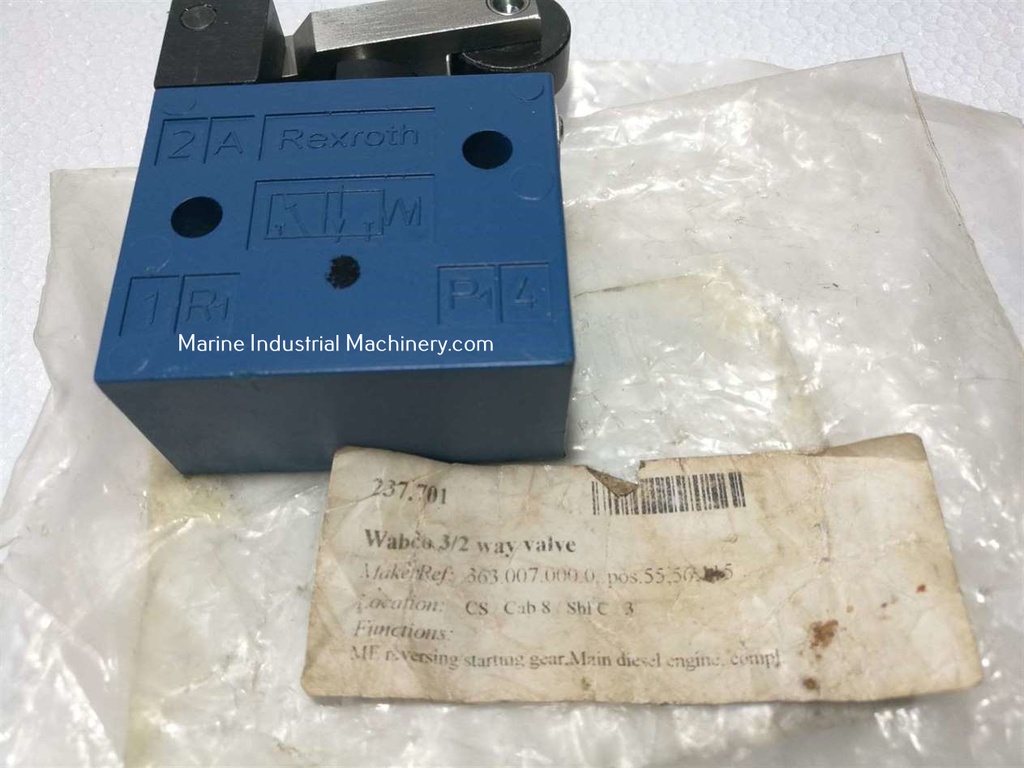 2 A Rexroth
1 R1 P1 4
Marine Industrial Machinery.com
237.701
Wabco 3/2 way valve
Maker Ref: 363.007.000.0, pos.55,56
Location: CS Cab 8 3
Functions:
ME reversing starting gear.Main diesel engine, compl